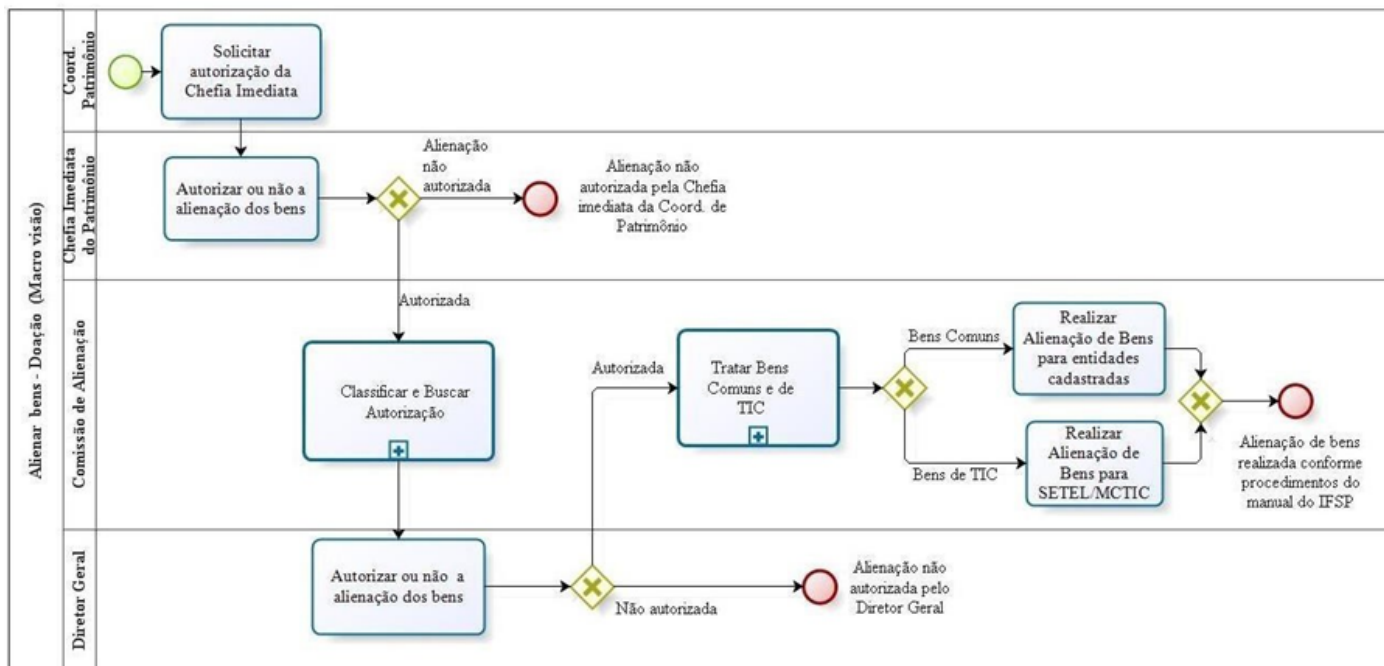 Alienar bens - Doação (Macro visão)
Coord.
Patrimônio
Solicitar
autorização da
Chefia Imediata
Chefia Imediata
do Patrimônio
Autorizar ou não a
alienação dos bens
Alienação
não
autorizada
Alienação não
autorizada pela Chefia
imediata da Coord. de
Patrimônio
Autorizada
Comissão de Alienação
Classificar e Buscar
Autorização
Autorizada
Tratar Bens
Comuns e de
TIC
Bens Comuns
Realizar
Alienação de Bens
para entidades
cadastradas
Bens de TIC
Realizar
Alienação de
Bens para
SETEL/MCTIC
Alienação de bens
realizada conforme
procedimentos do
manual do IFSP
Diretor Geral
Autorizar ou não a
alienação dos bens
Não autorizada
Alienação não
autorizada pelo
Diretor Geral